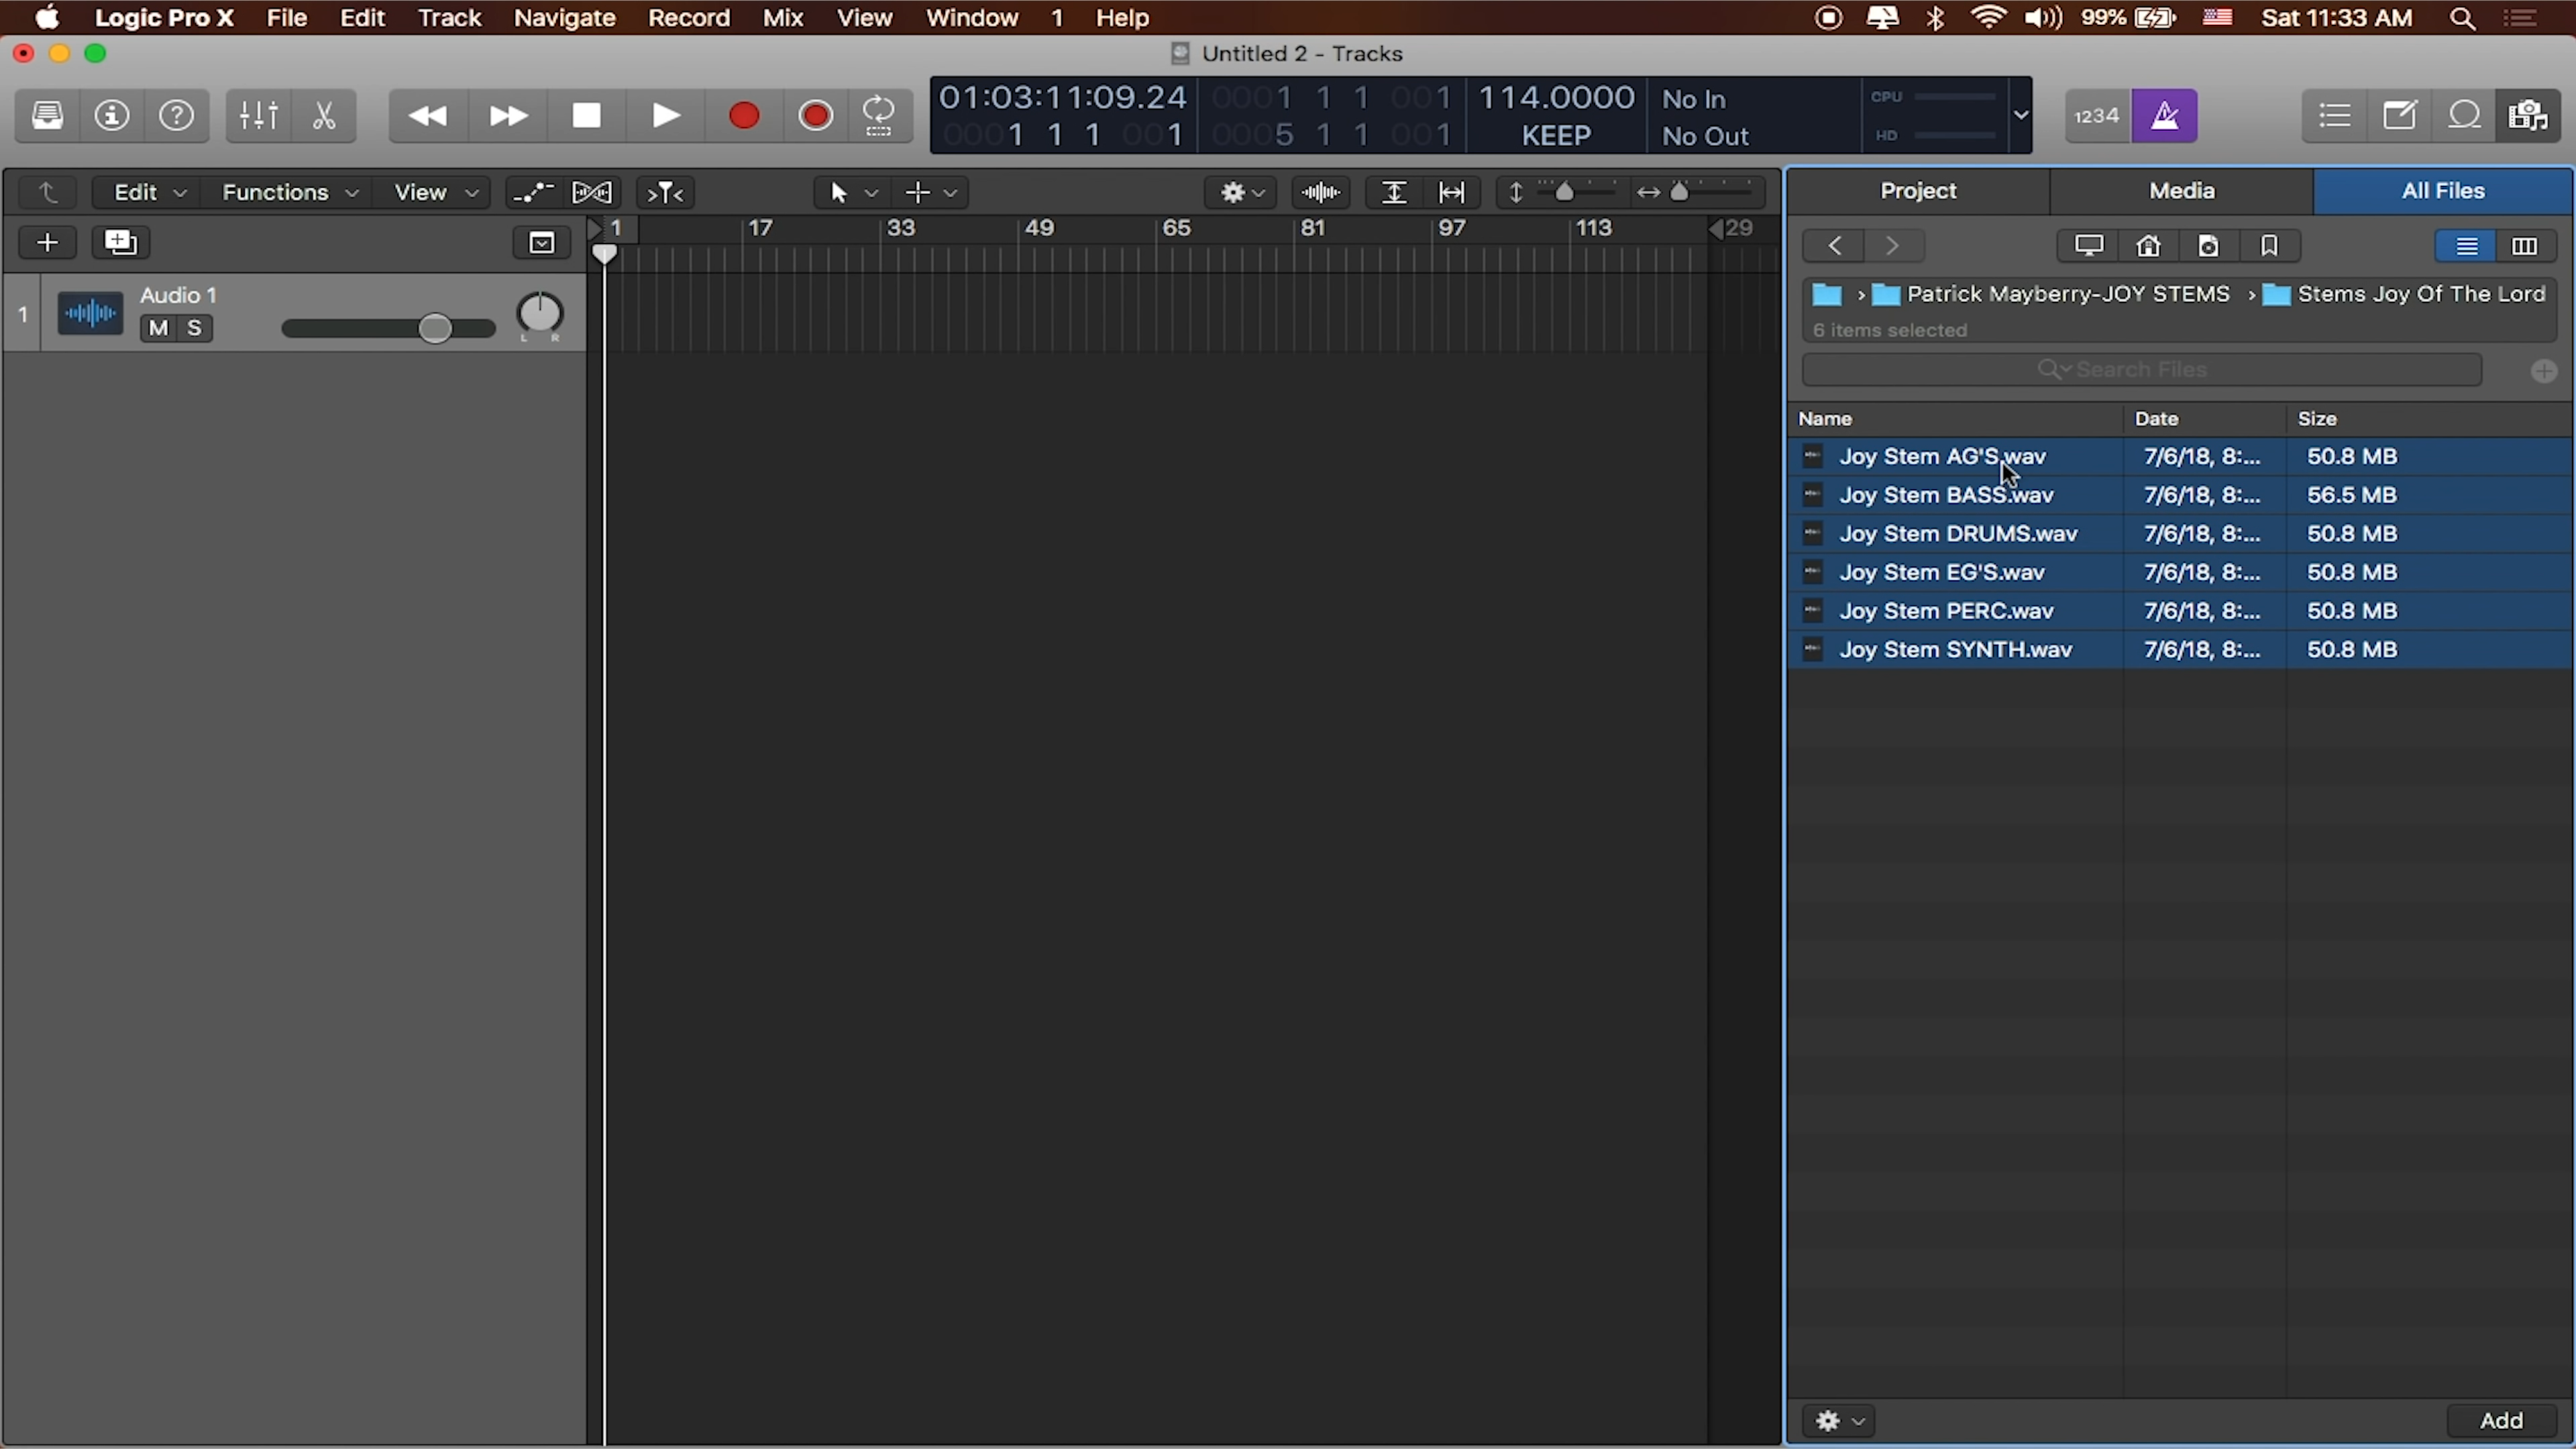 Logic Pro X File Edit Track Navigate Record Mix View Window 1 Help 99% Sat 11:33 AM
Untitled 2 - Tracks
01:03:11:09.24 0001 1 1 001 114.0000 No In CPU
0001 1 1 001 0005 1 1 001 KEEP No Out HD
1234
Edit Functions View
1 17 33 49 65 81 97 113 29
1 Audio 1
M S
L R
Project Media All Files
› Patrick Mayberry-JOY STEMS › Stems Joy Of The Lord
6 items selected
Search Files
Name Date Size
Joy Stem AG'S.wav 7/6/18, 8:... 50.8 MB
Joy Stem BASS.wav 7/6/18, 8:... 56.5 MB
Joy Stem DRUMS.wav 7/6/18, 8:... 50.8 MB
Joy Stem EG'S.wav 7/6/18, 8:... 50.8 MB
Joy Stem PERC.wav 7/6/18, 8:... 50.8 MB
Joy Stem SYNTH.wav 7/6/18, 8:... 50.8 MB
Add